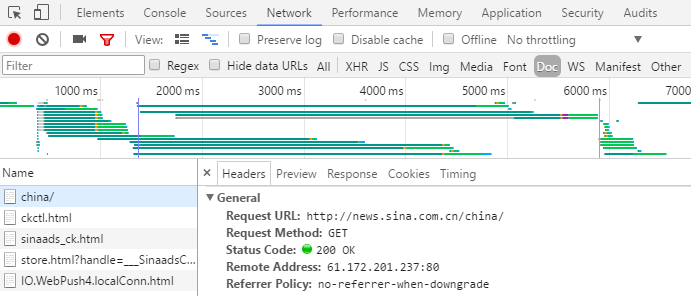 Elements Console Sources Network Performance Memory Application Security Audits
View: Preserve log Disable cache Offline No throttling
Filter Regex Hide data URLs All XHR JS CSS Img Media Font Doc WS Manifest Other
1000 ms 2000 ms 3000 ms 4000 ms 5000 ms 6000 ms 7000
Name × Headers Preview Response Cookies Timing
china/
ckctl.html
sinaads_ck.html
store.html?handle=___SinaadsC...
IO.WebPush4.localConn.html
▼ General
Request URL: http://news.sina.com.cn/china/
Request Method: GET
Status Code: 200 OK
Remote Address: 61.172.201.237:80
Referrer Policy: no-referrer-when-downgrade